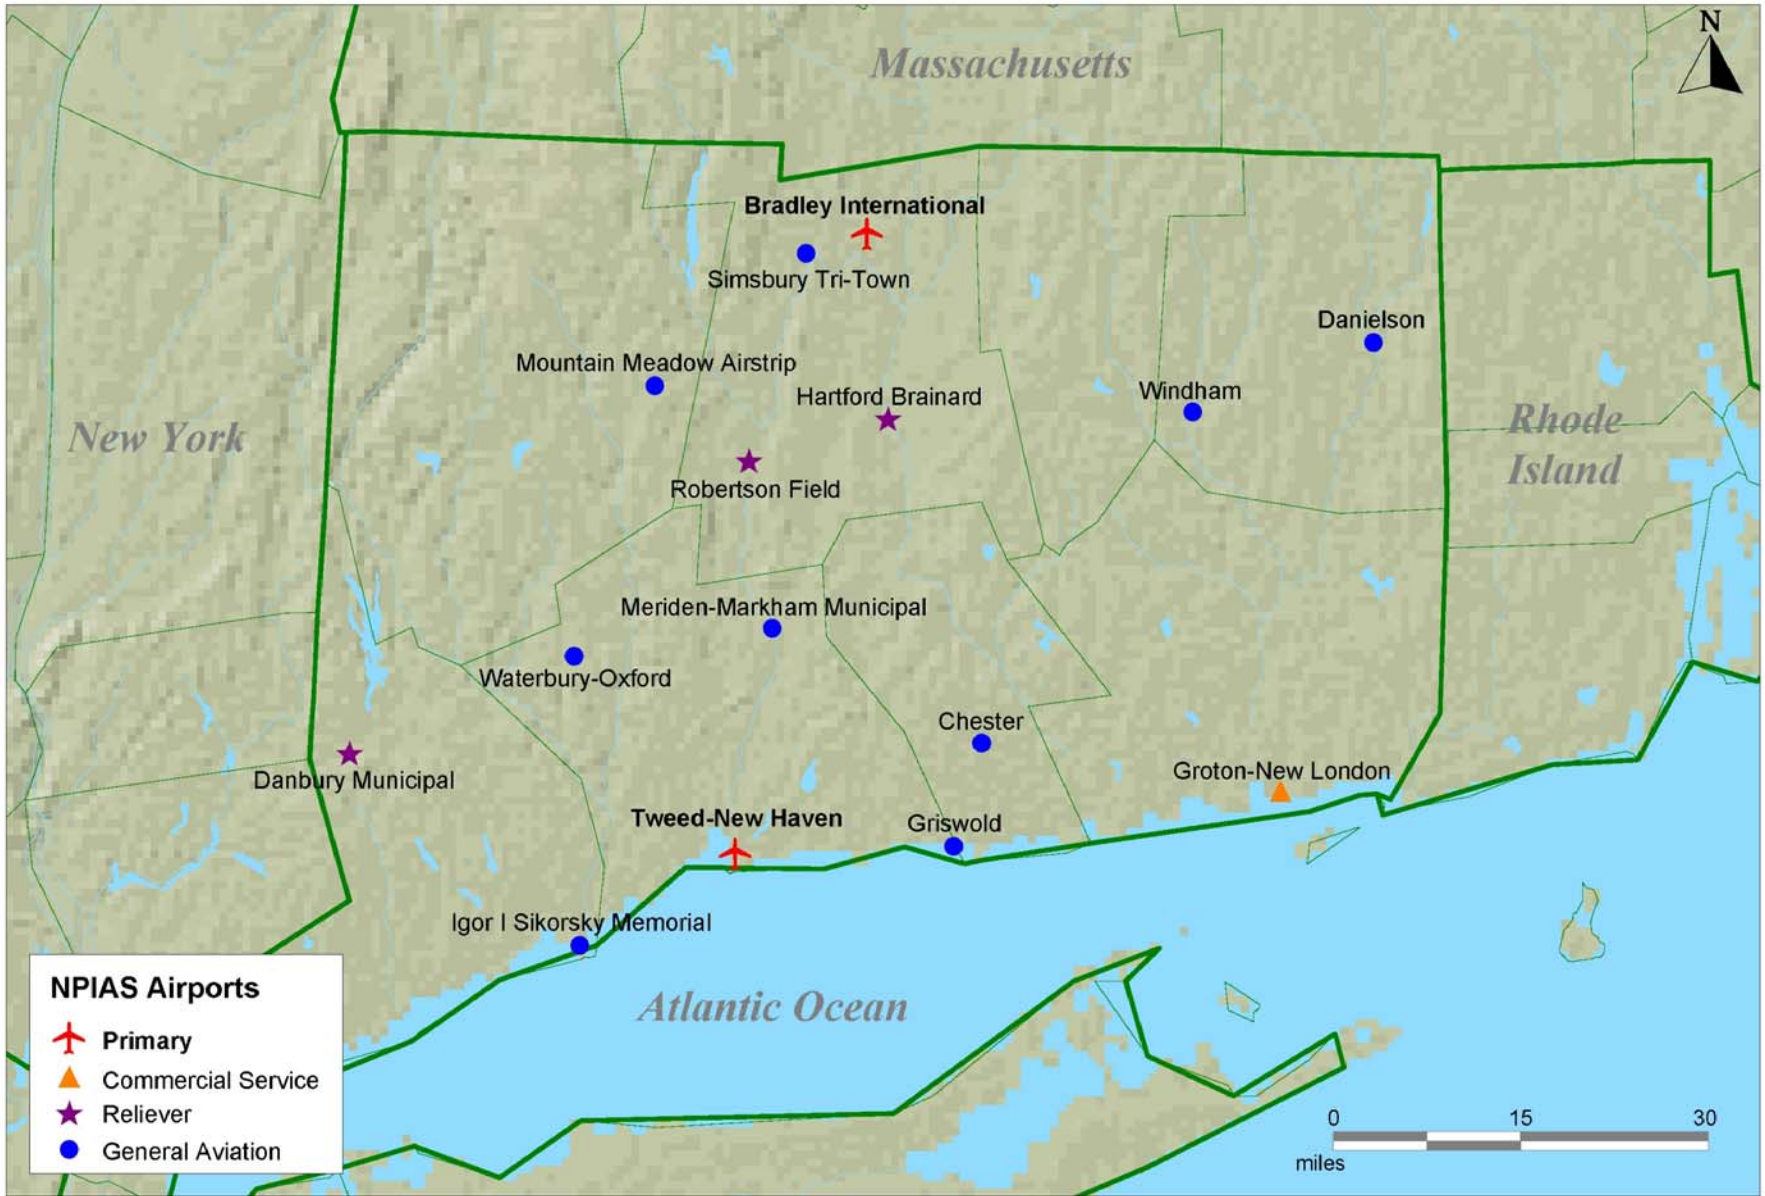 N
Massachusetts
Bradley International
Simsbury Tri-Town
Danielson
Mountain Meadow Airstrip
Hartford Brainard
Windham
New York
Rhode
Island
Robertson Field
Meriden-Markham Municipal
Waterbury-Oxford
Chester
Danbury Municipal
Groton-New London
Tweed-New Haven
Griswold
Igor I Sikorsky Memorial
Atlantic Ocean
NPIAS Airports
Primary
Commercial Service
Reliever
General Aviation
0 15 30
miles